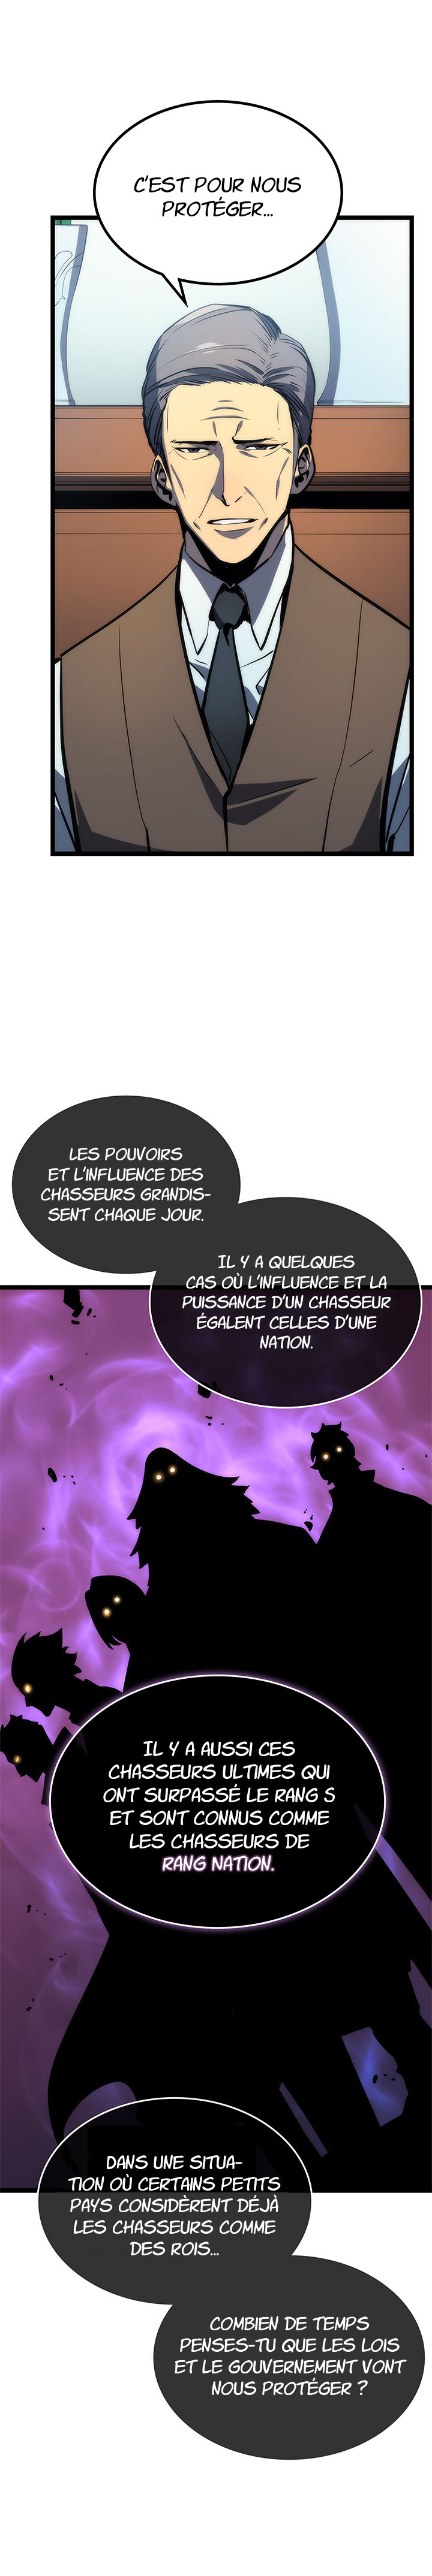 C'EST POUR NOUS
PROTÉGER...
LES POUVOIRS
ET L'INFLUENCE DES
CHASSEURS GRANDIS-
SENT CHAQUE JOUR.
IL Y A QUELQUES
CAS OÙ L'INFLUENCE ET LA
PUISSANCE D'UN CHASSEUR
ÉGALENT CELLES D'UNE
NATION.
IL Y A AUSSI CES
CHASSEURS ULTIMES QUI
ONT SURPASSÉ LE RANG S
ET SONT CONNUS COMME
LES CHASSEURS DE
RANG NATION.
DANS UNE SITUA-
TION OÙ CERTAINS PETITS
PAYS CONSIDÈRENT DÉJÀ
LES CHASSEURS COMME
DES ROIS...
COMBIEN DE TEMPS
PENSES-TU QUE LES LOIS
ET LE GOUVERNEMENT VONT
NOUS PROTÉGER ?